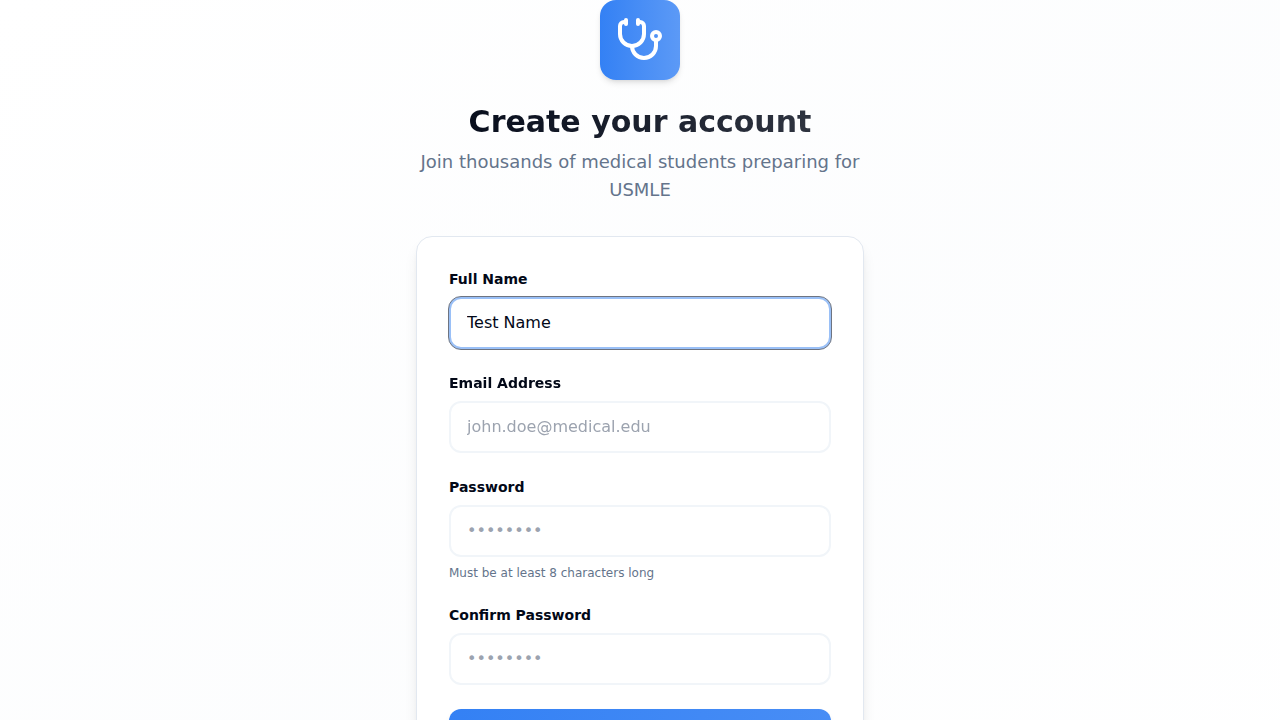 Create your account
Join thousands of medical students preparing for
USMLE
Full Name
Test Name
Email Address
john.doe@medical.edu
Password
••••••••
Must be at least 8 characters long
Confirm Password
••••••••